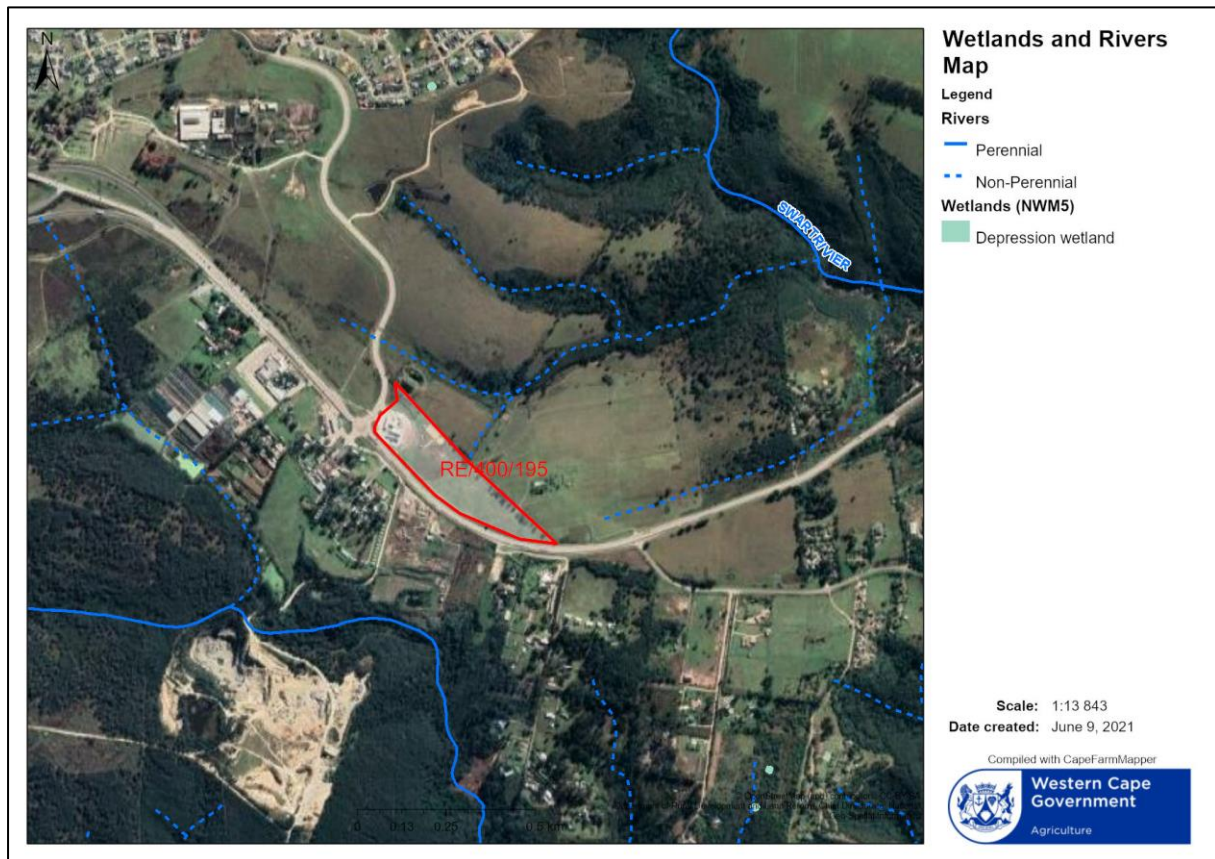 N
Wetlands and Rivers
Map
Legend
Rivers
Perennial
Non-Perennial
Wetlands (NWM5)
Depression wetland
SWARTRIVIER
RE/400/195
0 0.13 0.25 0.5 km
Scale: 1:13 843
Date created: June 9, 2021
Compiled with CapeFarmMapper
Western Cape
Government
Agriculture